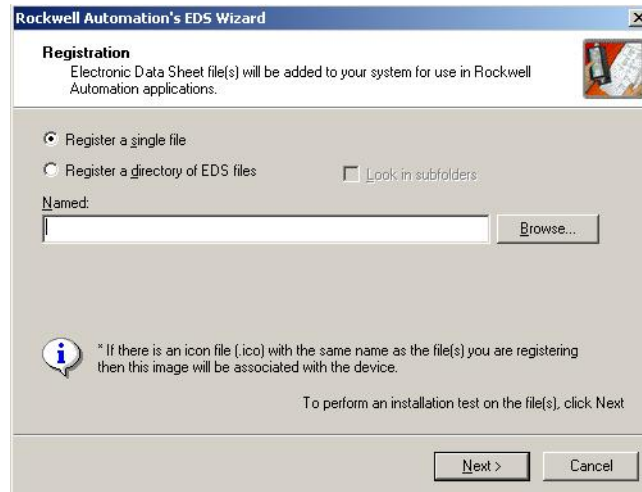 Rockwell Automation's EDS Wizard
Registration
Electronic Data Sheet file(s) will be added to your system for use in Rockwell
Automation applications.
Register a single file
Register a directory of EDS files
Look in subfolders
Named:
Browse...
* If there is an icon file (.ico) with the same name as the file(s) you are registering
then this image will be associated with the device.
To perform an installation test on the file(s), click Next
Next >
Cancel